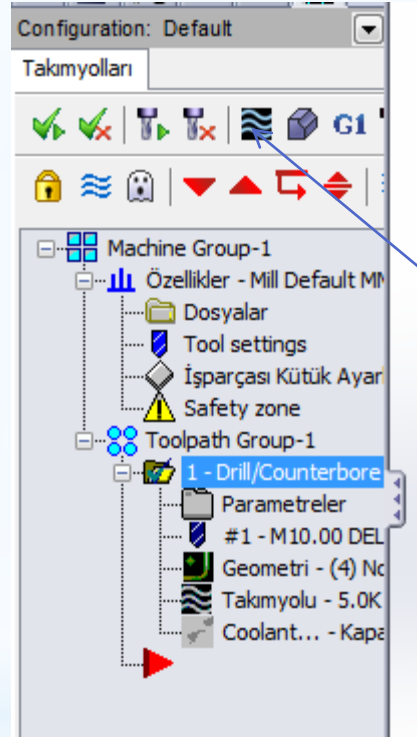 Configuration: Default
Takımyolları
G1
Machine Group-1
Özellikler - Mill Default MM
Dosyalar
Tool settings
İşparçası Kütük Ayar
Safety zone
Toolpath Group-1
1 - Drill/Counterbore
Parametreler
#1 - M10.00 DEL
Geometri - (4) No
Takımyolu - 5.0K
Coolant... - Kapa